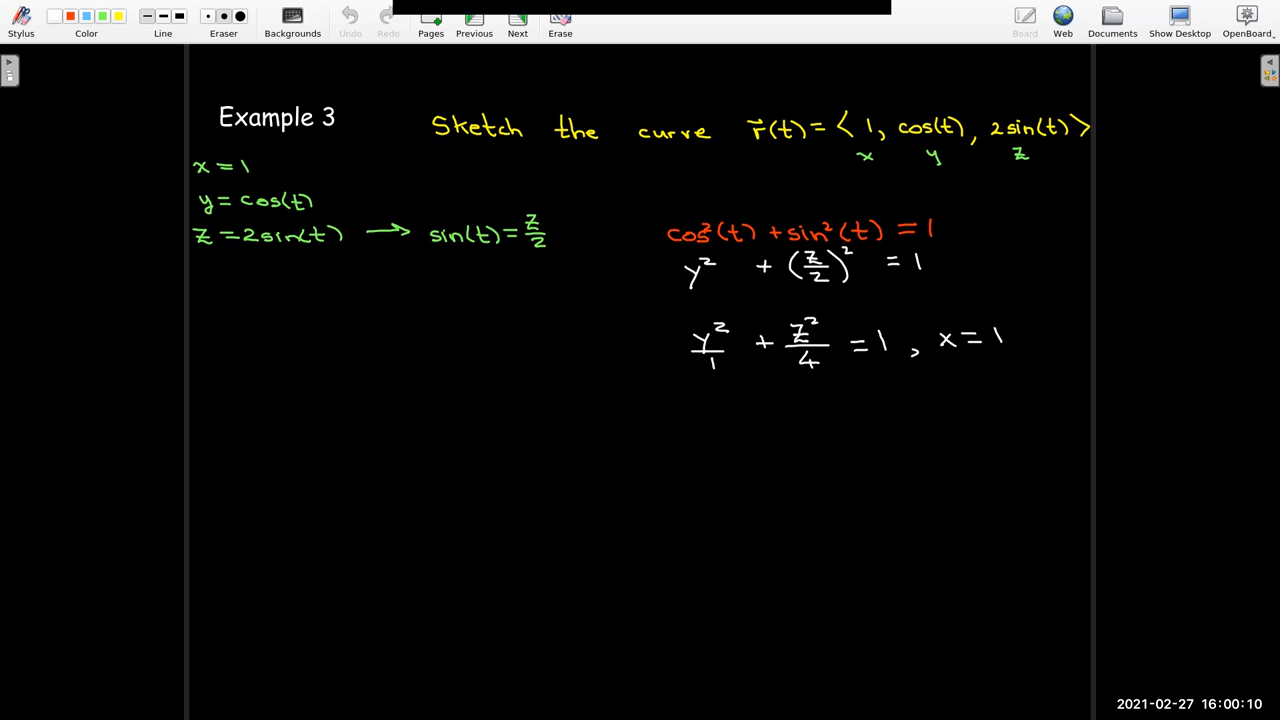 Stylus Color Line Eraser Backgrounds Undo Redo Pages Previous Next Erase Board Web Documents Show Desktop OpenBoard
Example 3
Sketch the curve r⃗(t) = ⟨ 1, cos(t), 2sin(t) ⟩
x y z
x = 1
y = cos(t)
z = 2sin(t) → sin(t) = z/2
cos²(t) + sin²(t) = 1
y² + (z/2)² = 1
y²/1 + z²/4 = 1, x = 1
2021-02-27 16:00:10